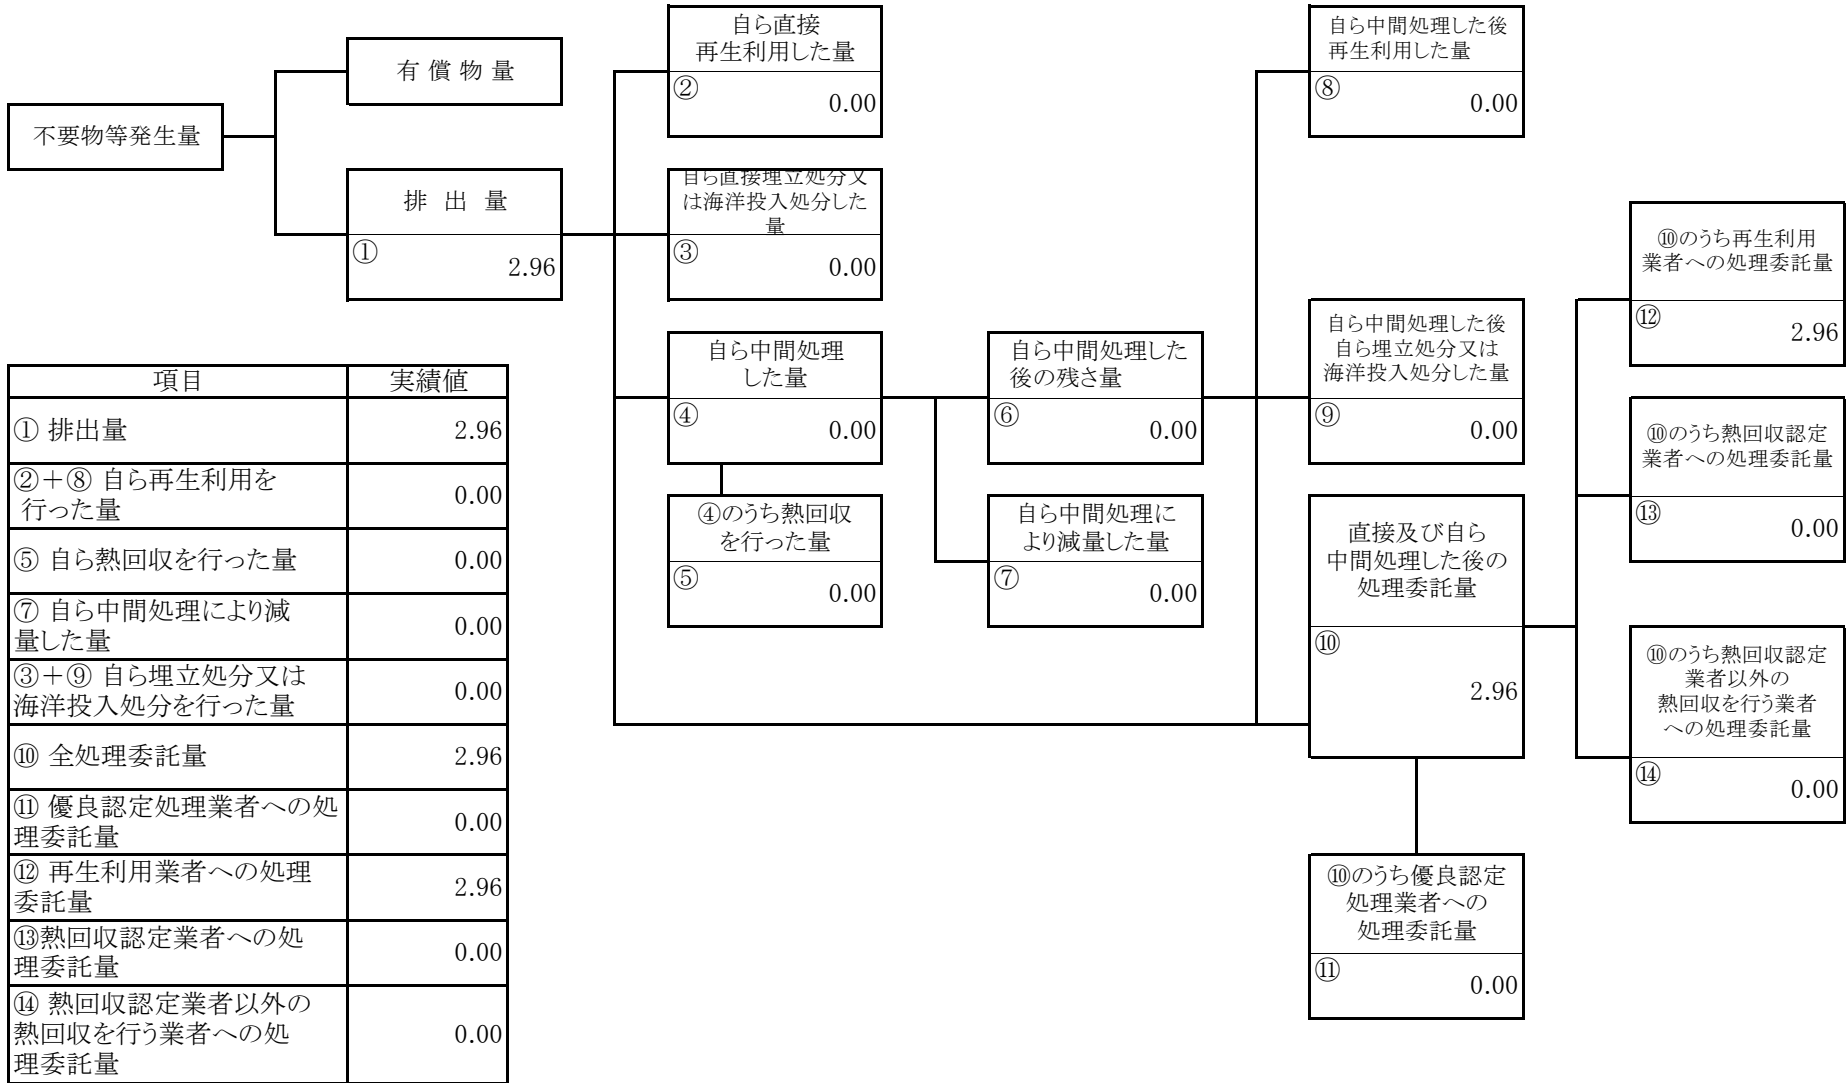 不要物等発生量
有償物量
排出量
①
2.96
自ら直接
再生利用した量
②
0.00
自ら直接埋立処分又
は海洋投入処分した
量
③
0.00
自ら中間処理
した量
④
0.00
④のうち熱回収
を行った量
⑤
0.00
自ら中間処理した
後の残さ量
⑥
0.00
自ら中間処理に
より減量した量
⑦
0.00
自ら中間処理した後
再生利用した量
⑧
0.00
自ら中間処理した後
自ら埋立処分又は
海洋投入処分した量
⑨
0.00
直接及び自ら
中間処理した後の
処理委託量
⑩
2.96
⑩のうち優良認定
処理業者への
処理委託量
⑪
0.00
⑩のうち再生利用
業者への処理委託量
⑫
2.96
⑩のうち熱回収認定
業者への処理委託量
⑬
0.00
⑩のうち熱回収認定
業者以外の
熱回収を行う業者
への処理委託量
⑭
0.00
項目 実績値
① 排出量 2.96
②+⑧ 自ら再生利用を
行った量 0.00
⑤ 自ら熱回収を行った量 0.00
⑦ 自ら中間処理により減
量した量 0.00
③+⑨ 自ら埋立処分又は
海洋投入処分を行った量 0.00
⑩ 全処理委託量 2.96
⑪ 優良認定処理業者への処
理委託量 0.00
⑫ 再生利用業者への処理
委託量 2.96
⑬熱回収認定業者への処
理委託量 0.00
⑭ 熱回収認定業者以外の
熱回収を行う業者への処
理委託量 0.00